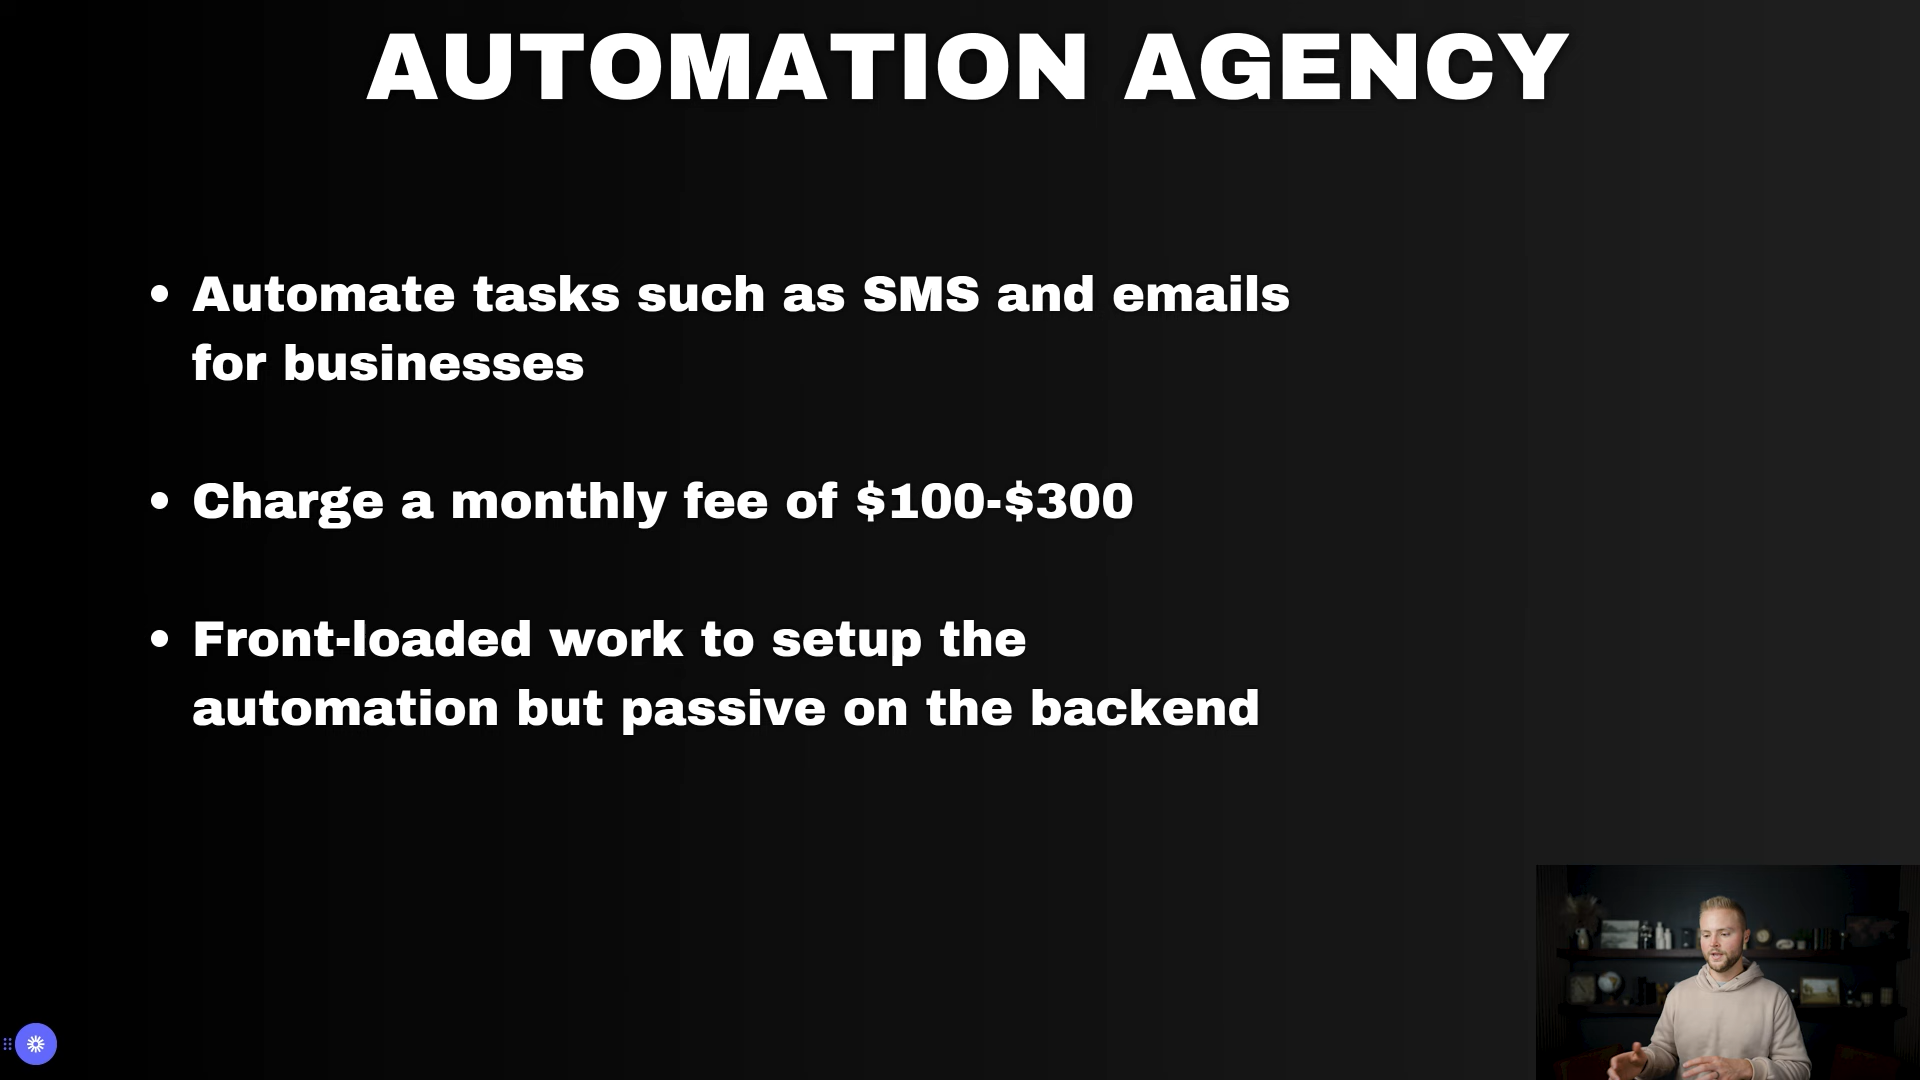 AUTOMATION AGENCY
• Automate tasks such as SMS and emails
for businesses
• Charge a monthly fee of $100-$300
• Front-loaded work to setup the
automation but passive on the backend